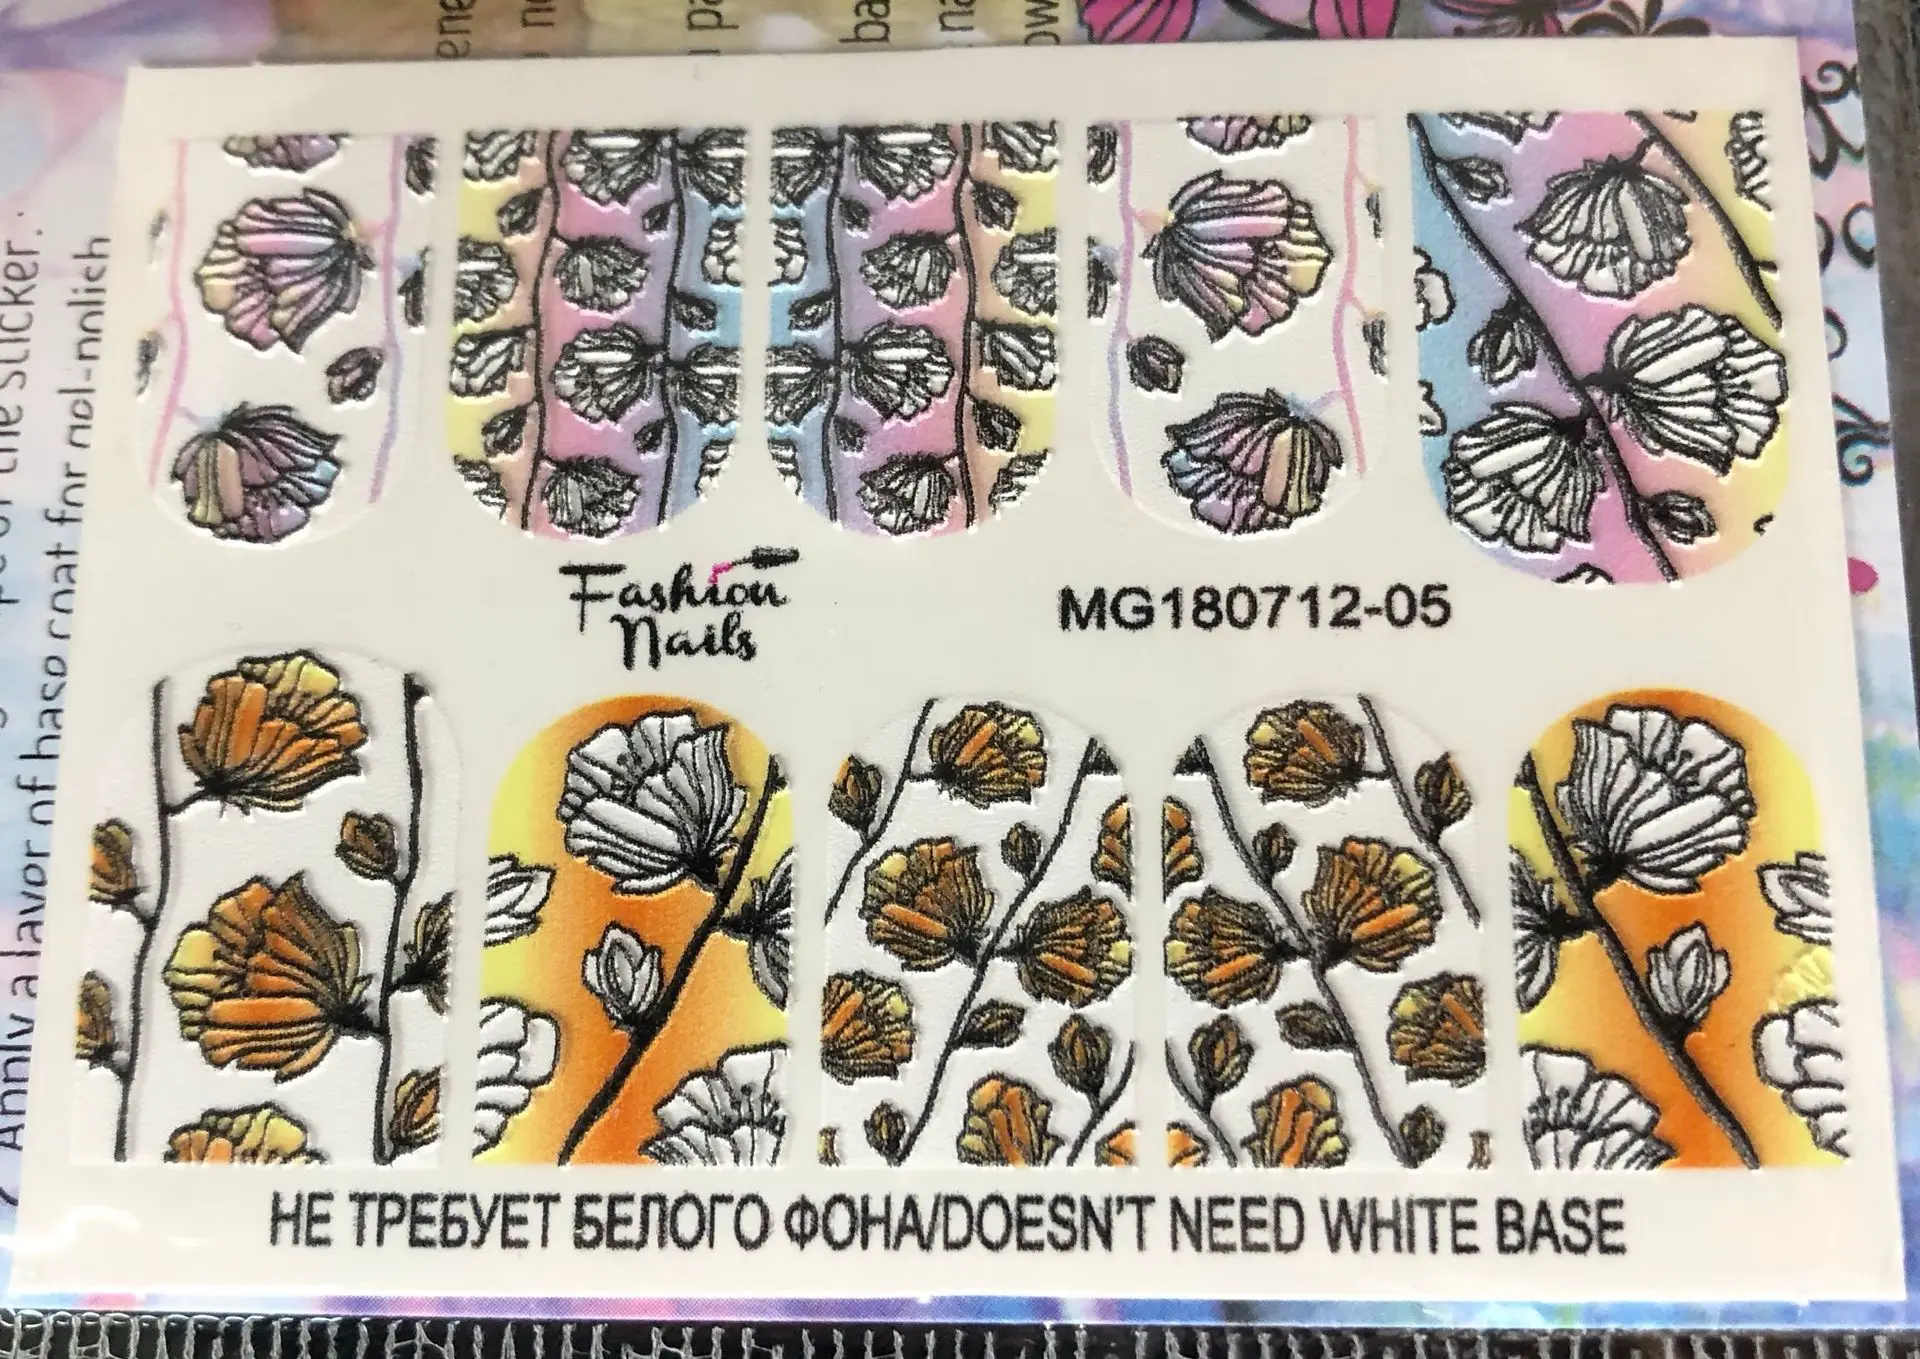 Fashion
Nails
MG180712-05
НЕ ТРЕБУЕТ БЕЛОГО ФОНА/DOESN'T NEED WHITE BASE
the sticker.
Apply a layer of base coat for gel-polish